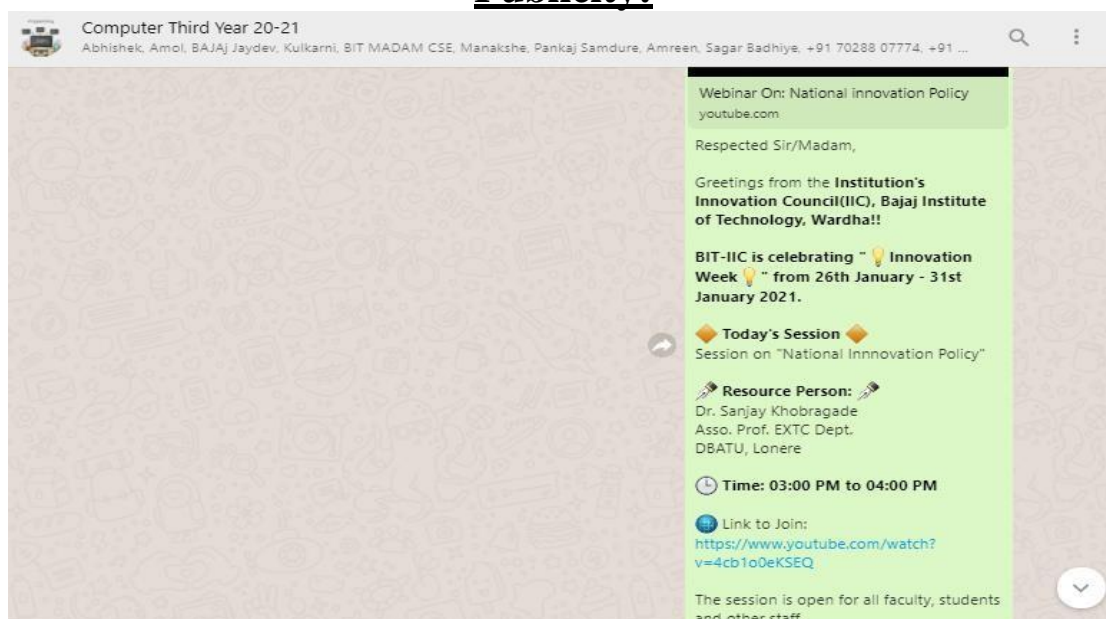 Publicity:
Computer Third Year 20-21
Abhishek, Amol, BAJAj Jaydev, Kulkarni, BIT MADAM CSE, Manakshe, Pankaj Samdure, Amreen, Sagar Badhiye, +91 70288 07774, +91 ...
Webinar On: National innovation Policy
youtube.com
Respected Sir/Madam,
Greetings from the Institution's
Innovation Council(IIC), Bajaj Institute
of Technology, Wardha!!
BIT-IIC is celebrating "💡Innovation
Week💡" from 26th January - 31st
January 2021.
🔶 Today's Session 🔶
Session on "National Innnovation Policy"
Resource Person:
Dr. Sanjay Khobragade
Asso. Prof. EXTC Dept.
DBATU, Lonere
Time: 03:00 PM to 04:00 PM
Link to Join:
https://www.youtube.com/watch?
v=4cb1o0eKSEQ
The session is open for all faculty, students
and other staff